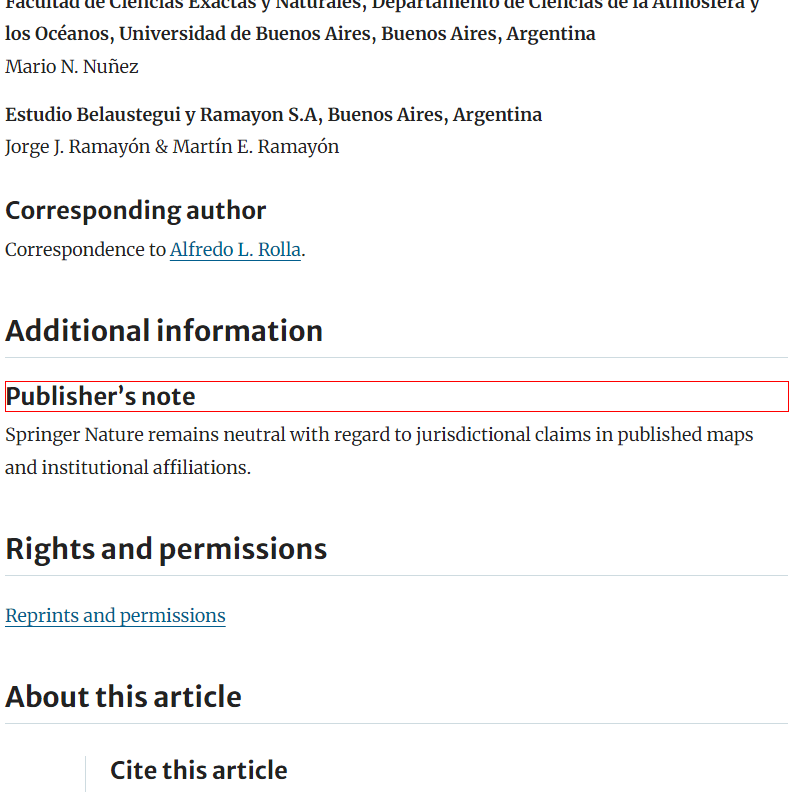 Facultad de Ciencias Exactas y Naturales, Departamento de Ciencias de la Atmósfera y
los Océanos, Universidad de Buenos Aires, Buenos Aires, Argentina
Mario N. Nuñez
Estudio Belaustegui y Ramayon S.A, Buenos Aires, Argentina
Jorge J. Ramayón & Martín E. Ramayón
Corresponding author
Correspondence to Alfredo L. Rolla.
Additional information
Publisher’s note
Springer Nature remains neutral with regard to jurisdictional claims in published maps
and institutional affiliations.
Rights and permissions
Reprints and permissions
About this article
Cite this article